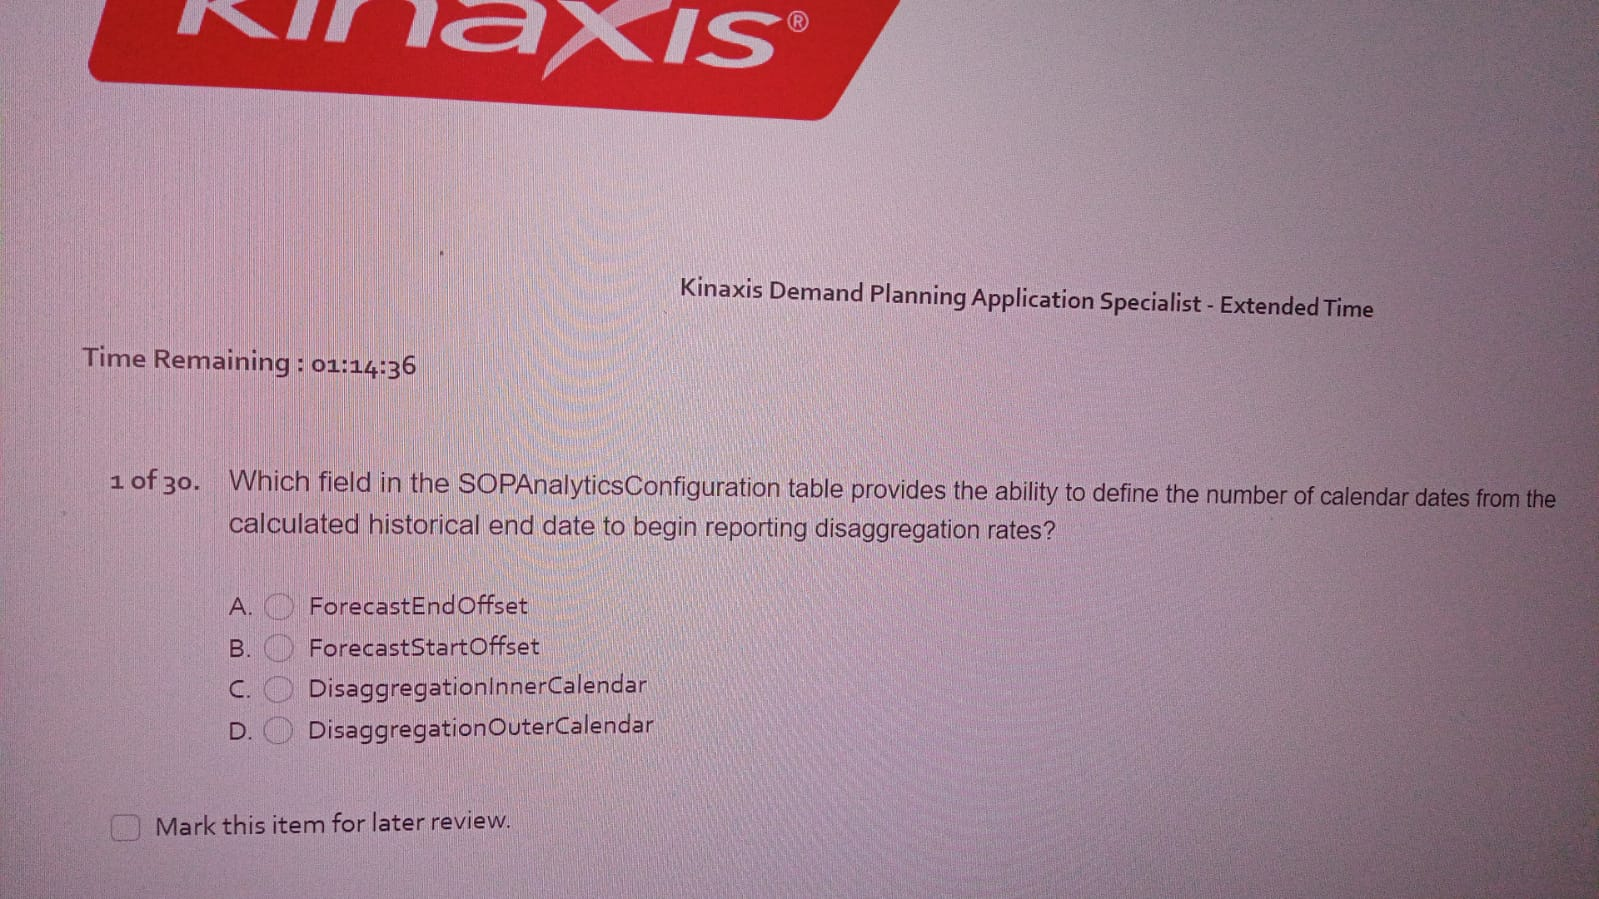 Kinaxis®
Kinaxis Demand Planning Application Specialist - Extended Time
Time Remaining : 01:14:36
1 of 30. Which field in the SOPAnalyticsConfiguration table provides the ability to define the number of calendar dates from the
calculated historical end date to begin reporting disaggregation rates?
A. ForecastEndOffset
B. ForecastStartOffset
C. DisaggregationInnerCalendar
D. DisaggregationOuterCalendar
Mark this item for later review.